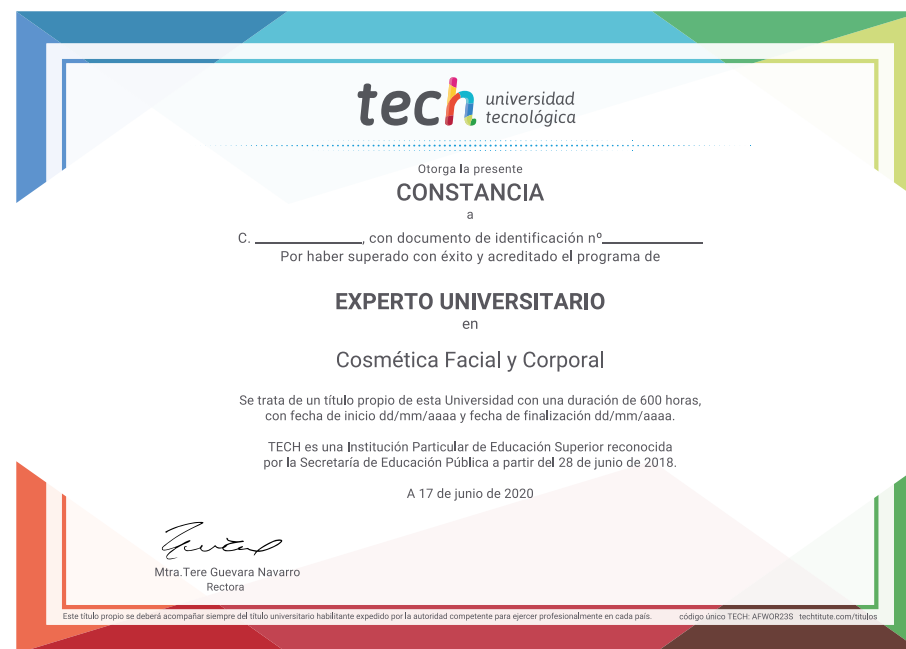 tech universidad
tecnológica
Otorga la presente
CONSTANCIA
a
C. ____________, con documento de identificación nº____________
Por haber superado con éxito y acreditado el programa de
EXPERTO UNIVERSITARIO
en
Cosmética Facial y Corporal
Se trata de un título propio de esta Universidad con una duración de 600 horas,
con fecha de inicio dd/mm/aaaa y fecha de finalización dd/mm/aaaa.
TECH es una Institución Particular de Educación Superior reconocida
por la Secretaría de Educación Pública a partir del 28 de junio de 2018.
A 17 de junio de 2020
Mtra.Tere Guevara Navarro
Rectora
Este título propio se deberá acompañar siempre del título universitario habilitante expedido por la autoridad competente para ejercer profesionalmente en cada país. código único TECH: AFWOR23S techtitute.com/titulos